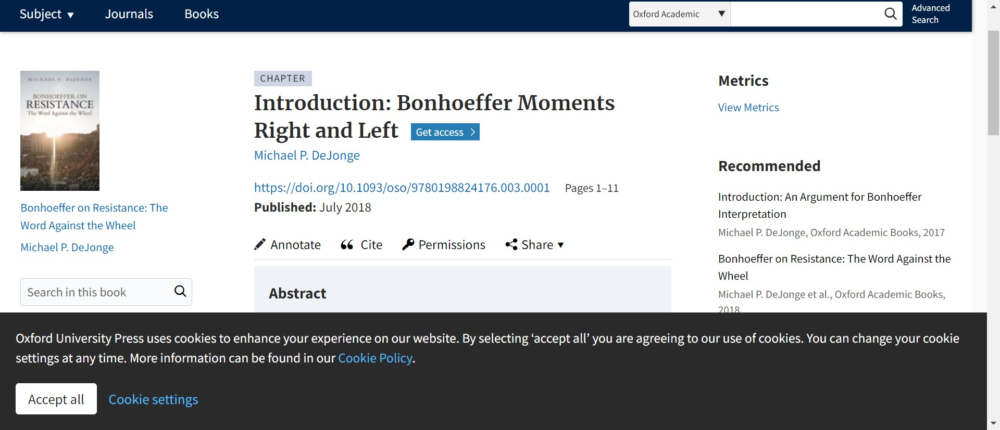 Subject ▼
Journals
Books
Oxford Academic ▼
Advanced
Search
MICHAEL P. DeJONGE
BONHOEFFER ON
RESISTANCE
The Word Against the Wheel
OXFORD
Bonhoeffer on Resistance: The
Word Against the Wheel
Michael P. DeJonge
Search in this book
CHAPTER
Introduction: Bonhoeffer Moments
Right and Left Get access >
Michael P. DeJonge
https://doi.org/10.1093/oso/9780198824176.003.0001 Pages 1–11
Published: July 2018
Annotate Cite Permissions Share ▼
Abstract
Metrics
View Metrics
Recommended
Introduction: An Argument for Bonhoeffer
Interpretation
Michael P. DeJonge, Oxford Academic Books, 2017
Bonhoeffer on Resistance: The Word Against the
Wheel
Michael P. DeJonge et al., Oxford Academic Books,
2018
Oxford University Press uses cookies to enhance your experience on our website. By selecting ‘accept all’ you are agreeing to our use of cookies. You can change your cookie
settings at any time. More information can be found in our Cookie Policy.
Accept all
Cookie settings